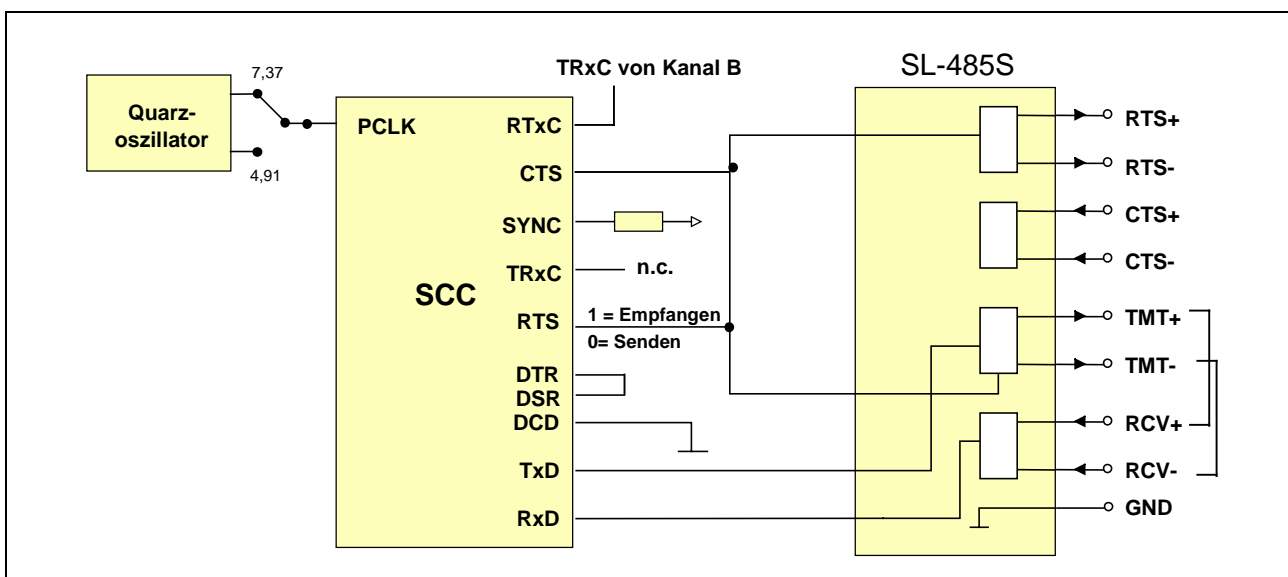 7,37
Quarz-
oszillator
4,91
PCLK
SCC
TRxC von Kanal B
RTxC
CTS
SYNC
TRxC
n.c.
RTS
1 = Empfangen
0= Senden
DTR
DSR
DCD
TxD
RxD
SL-485S
RTS+
RTS-
CTS+
CTS-
TMT+
TMT-
RCV+
RCV-
GND